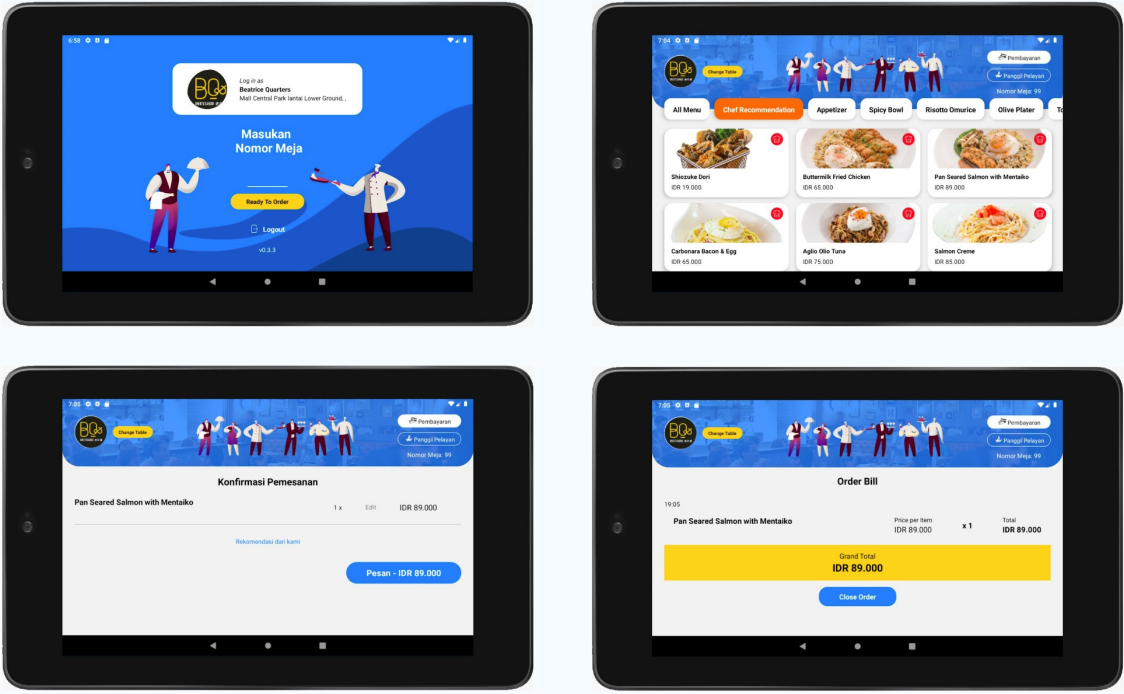 6:58
BQ
Log in as
Beatrice Quarters
Mall Central Park lantai Lower Ground, ,
Masukan
Nomor Meja
Ready To Order
Logout
v0.3.3
7:04
BQ
Change Table
Pembayaran
Panggil Pelayan
Nomor Meja: 99
All Menu
Chef Recommendation
Appetizer
Spicy Bowl
Risotto Omurice
Olive Plater
To
Shiozuke Dori
IDR 19.000
Buttermilk Fried Chicken
IDR 65.000
Pan Seared Salmon with Mentaiko
IDR 89.000
Carbonara Bacon & Egg
IDR 65.000
Aglio Olio Tuna
IDR 75.000
Salmon Creme
IDR 85.000
7:05
BQ
Change Table
Pembayaran
Panggil Pelayan
Nomor Meja: 99
Konfirmasi Pemesanan
Pan Seared Salmon with Mentaiko
1 x
Edit
IDR 89.000
Rekomendasi dari kami
Pesan - IDR 89.000
7:05
BQ
Change Table
Pembayaran
Panggil Pelayan
Nomor Meja: 99
Order Bill
19:05
Pan Seared Salmon with Mentaiko
Price per Item
IDR 89.000
x 1
Total
IDR 89.000
Grand Total
IDR 89.000
Close Order